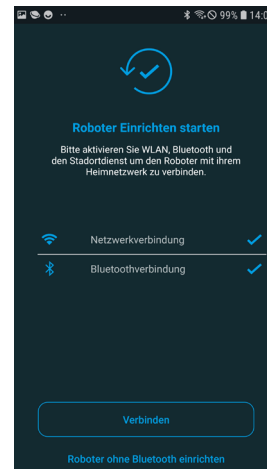 99% 14:0
Roboter Einrichten starten
Bitte aktivieren Sie WLAN, Bluetooth und
den Stadortdienst um den Roboter mit ihrem
Heimnetzwerk zu verbinden.
Netzwerkverbindung
Bluetoothverbindung
Verbinden
Roboter ohne Bluetooth einrichten